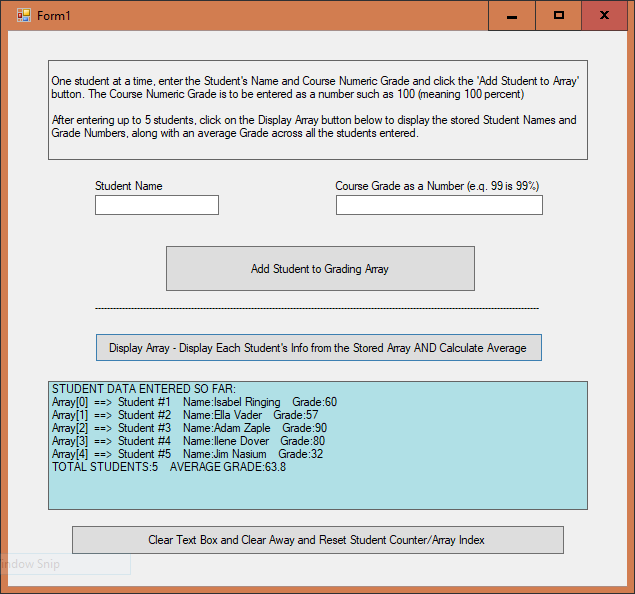 Form1
One student at a time, enter the Student's Name and Course Numeric Grade and click the 'Add Student to Array'
button. The Course Numeric Grade is to be entered as a number such as 100 (meaning 100 percent)
After entering up to 5 students, click on the Display Array button below to display the stored Student Names and
Grade Numbers, along with an average Grade across all the students entered.
Student Name
Course Grade as a Number (e.q. 99 is 99%)
Add Student to Grading Array
Display Array - Display Each Student's Info from the Stored Array AND Calculate Average
STUDENT DATA ENTERED SO FAR:
Array[0] ==> Student #1 Name:Isabel Ringing Grade:60
Array[1] ==> Student #2 Name:Ella Vader Grade:57
Array[2] ==> Student #3 Name:Adam Zaple Grade:90
Array[3] ==> Student #4 Name:Ilene Dover Grade:80
Array[4] ==> Student #5 Name:Jim Nasium Grade:32
TOTAL STUDENTS:5 AVERAGE GRADE:63.8
Clear Text Box and Clear Away and Reset Student Counter/Array Index
indow Snip